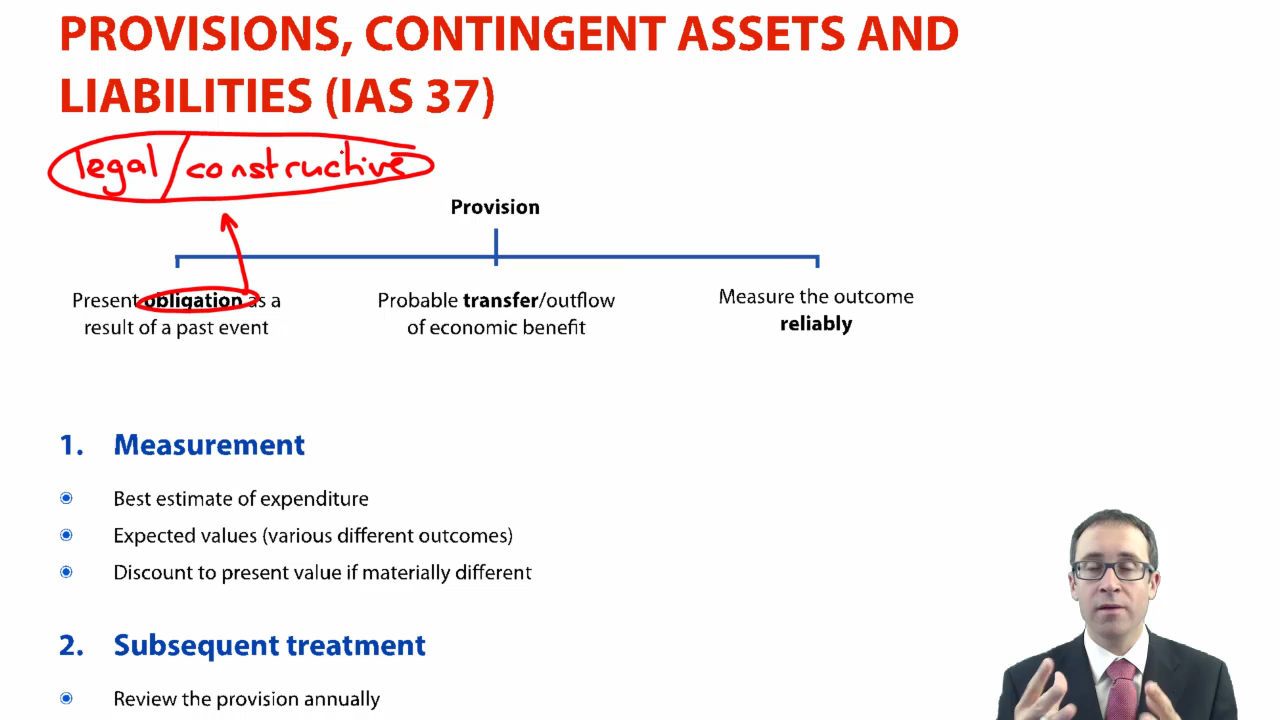 PROVISIONS, CONTINGENT ASSETS AND
LIABILITIES (IAS 37)
legal/constructive
Provision
Present obligation as a
result of a past event
Probable transfer/outflow
of economic benefit
Measure the outcome
reliably
1. Measurement
Best estimate of expenditure
Expected values (various different outcomes)
Discount to present value if materially different
2. Subsequent treatment
Review the provision annually